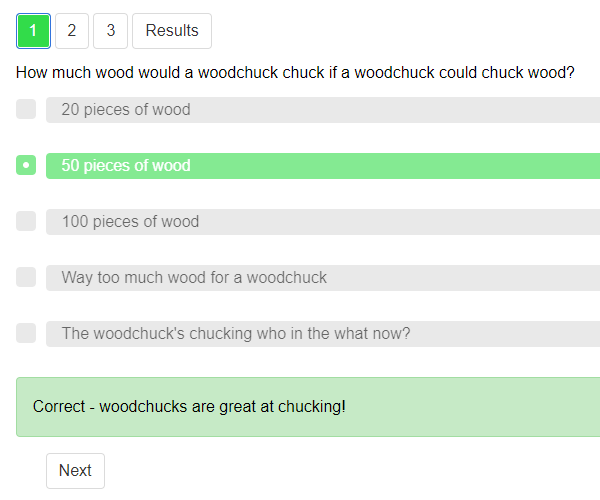 1 2 3 Results
How much wood would a woodchuck chuck if a woodchuck could chuck wood?
20 pieces of wood
50 pieces of wood
100 pieces of wood
Way too much wood for a woodchuck
The woodchuck's chucking who in the what now?
Correct - woodchucks are great at chucking!
Next